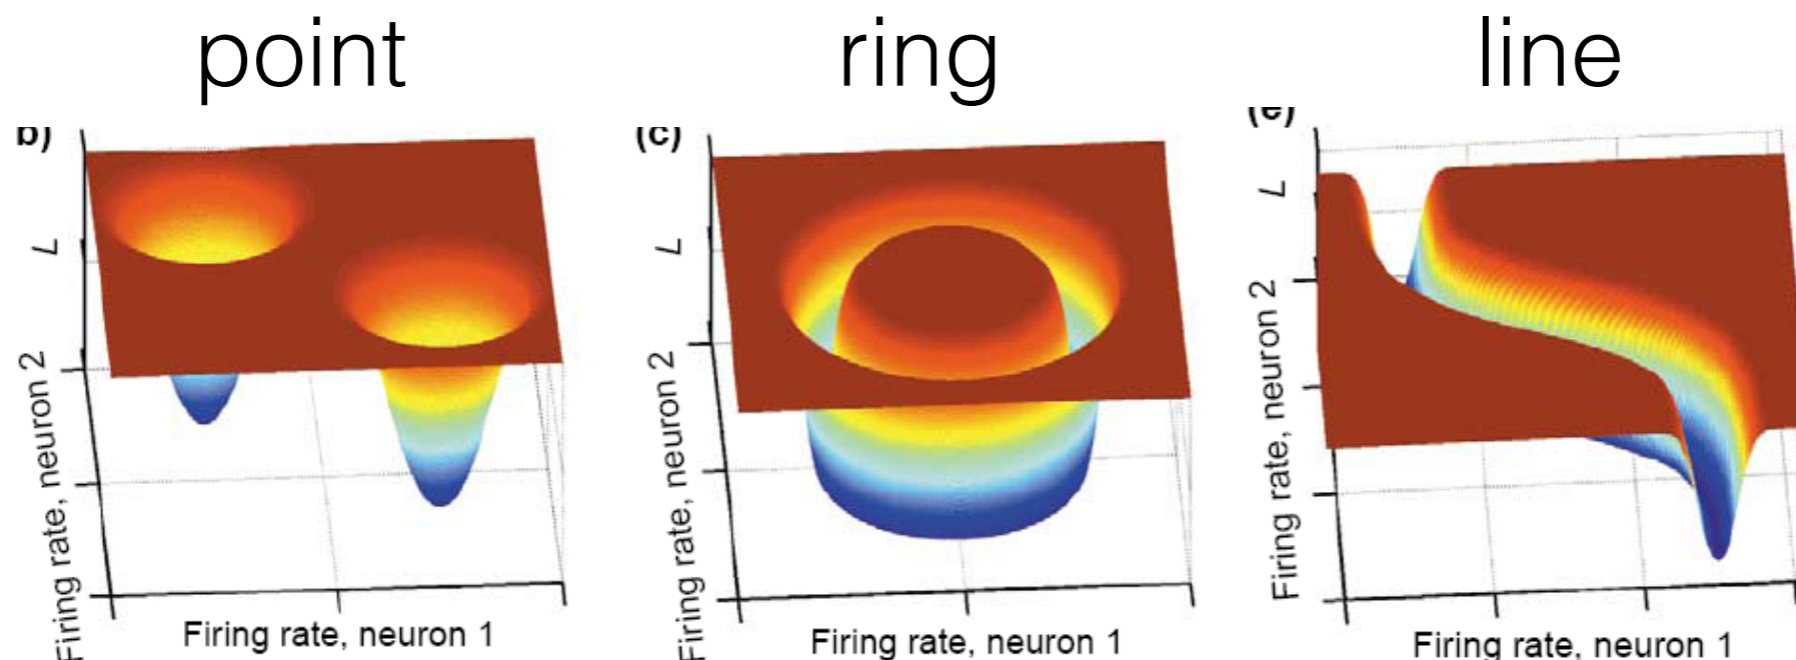 point
ring
line
b)
(c)
(e)
L
L
L
Firing rate, neuron 2
Firing rate, neuron 2
Firing rate, neuron 2
Firing rate, neuron 1
Firing rate, neuron 1
Firing rate, neuron 1